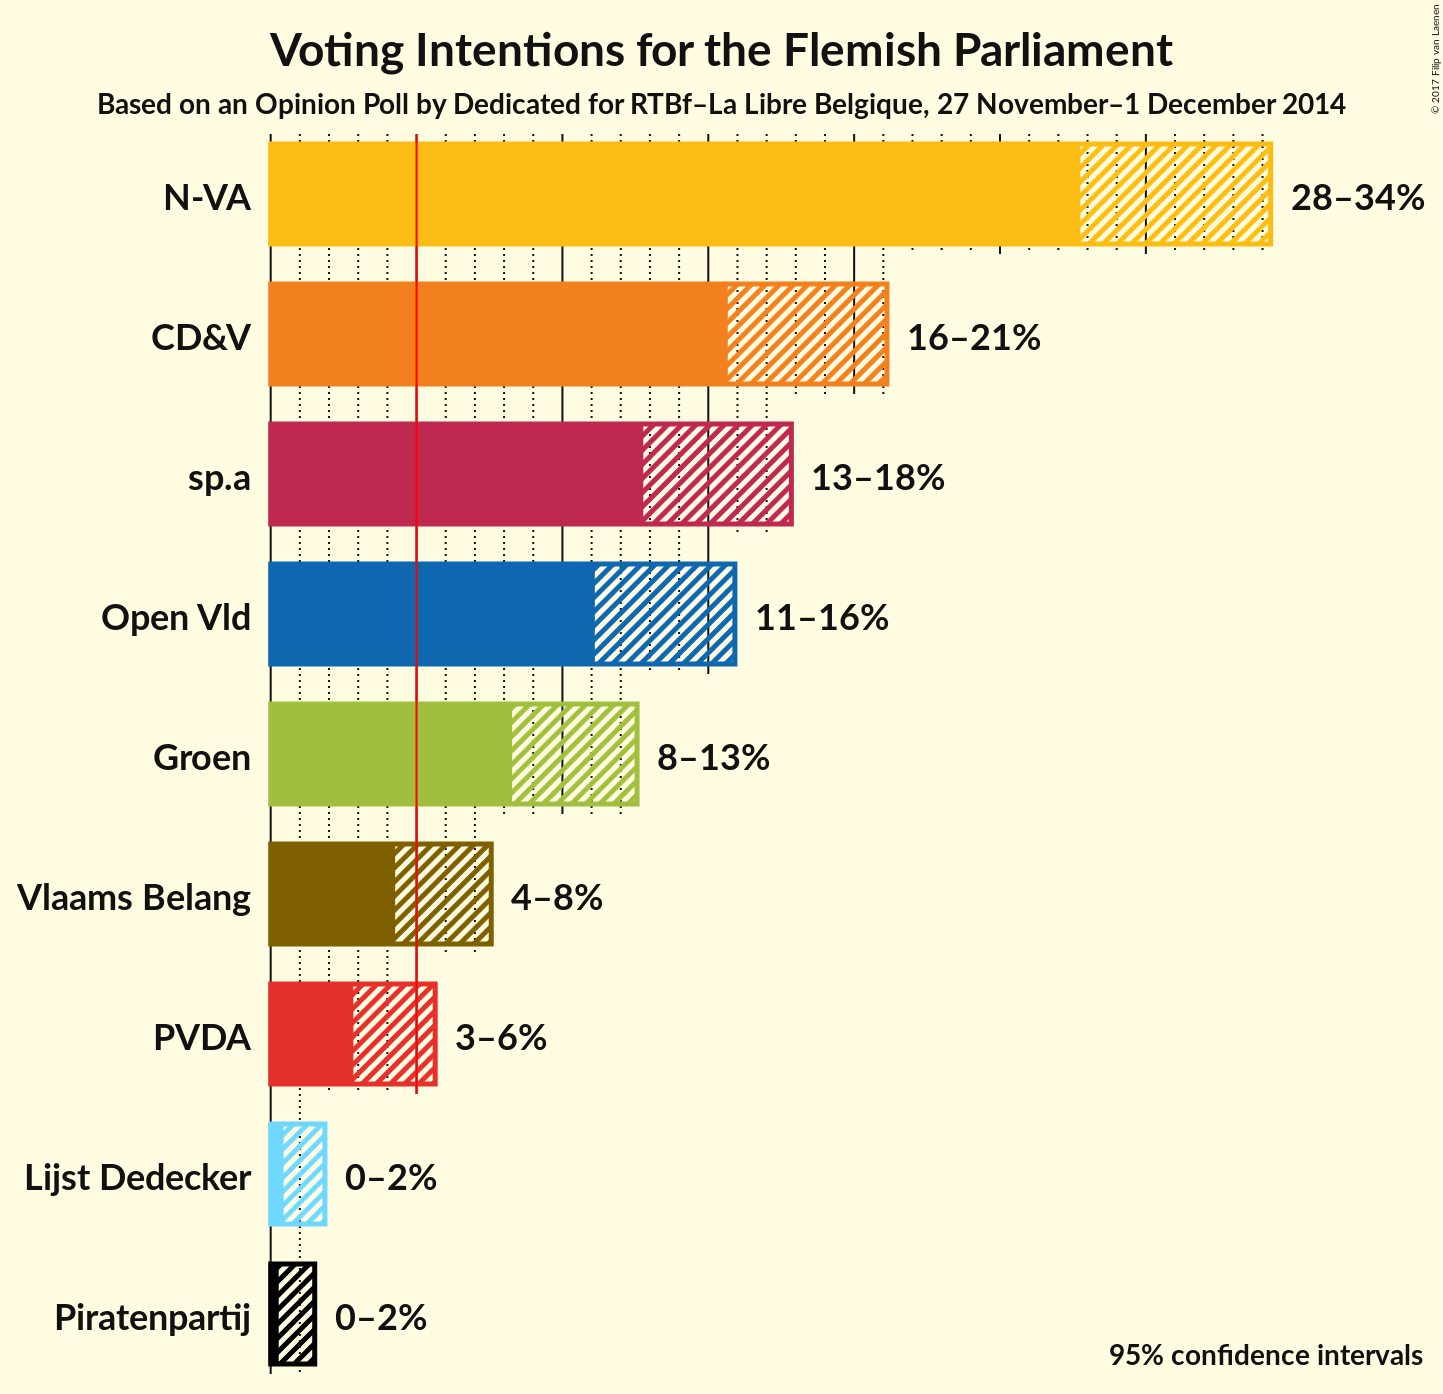 Voting Intentions for the Flemish Parliament
Based on an Opinion Poll by Dedicated for RTBf–La Libre Belgique, 27 November–1 December 2014
© 2017 Filip van Laenen
N-VA 28–34%
CD&V 16–21%
sp.a 13–18%
Open Vld 11–16%
Groen 8–13%
Vlaams Belang 4–8%
PVDA 3–6%
Lijst Dedecker 0–2%
Piratenpartij 0–2%
95% confidence intervals